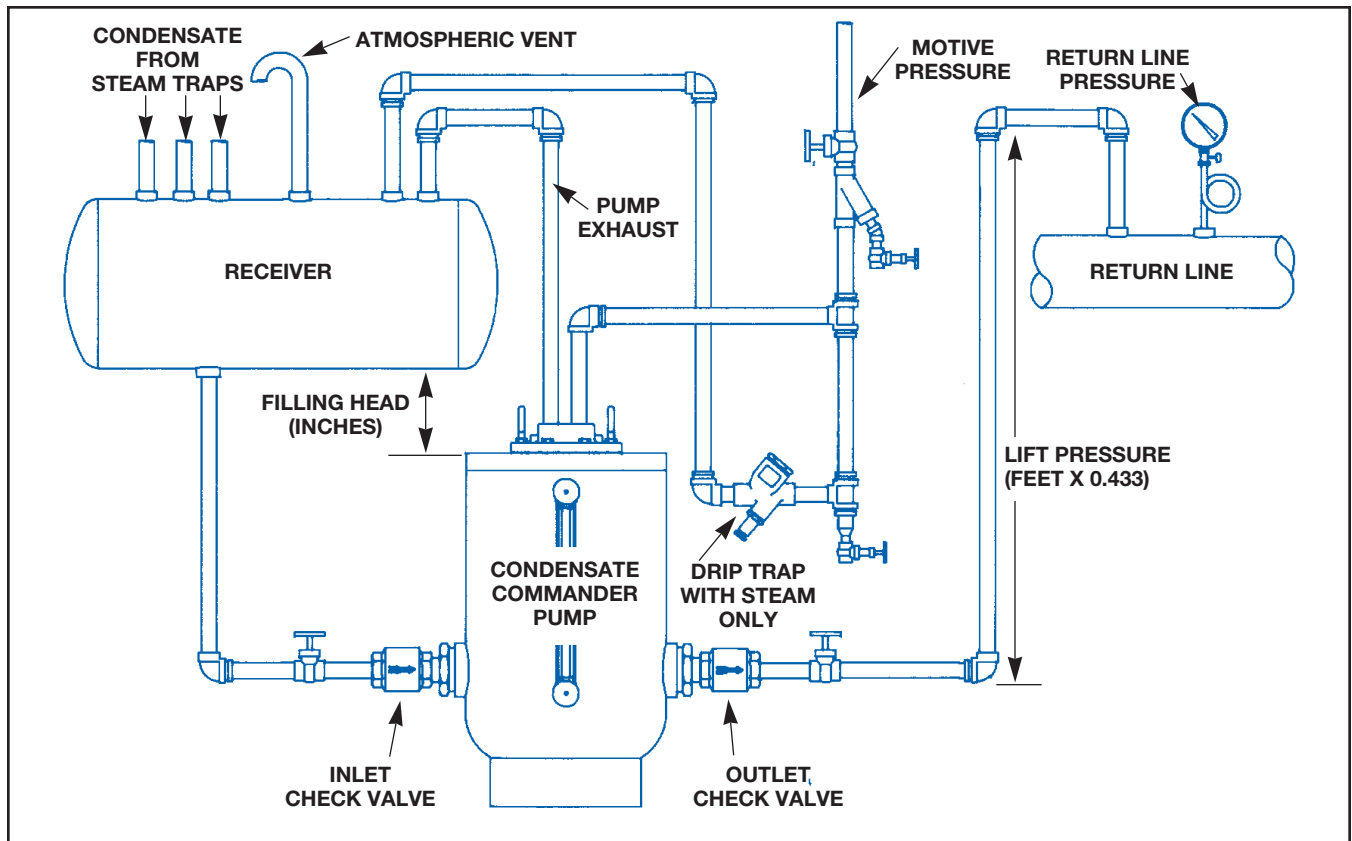 CONDENSATE
FROM
STEAM TRAPS
ATMOSPHERIC VENT
MOTIVE
PRESSURE
RETURN LINE
PRESSURE
PUMP
EXHAUST
RECEIVER
RETURN LINE
FILLING HEAD
(INCHES)
LIFT PRESSURE
(FEET X 0.433)
CONDENSATE
COMMANDER
PUMP
DRIP TRAP
WITH STEAM
ONLY
INLET
CHECK VALVE
OUTLET
CHECK VALVE